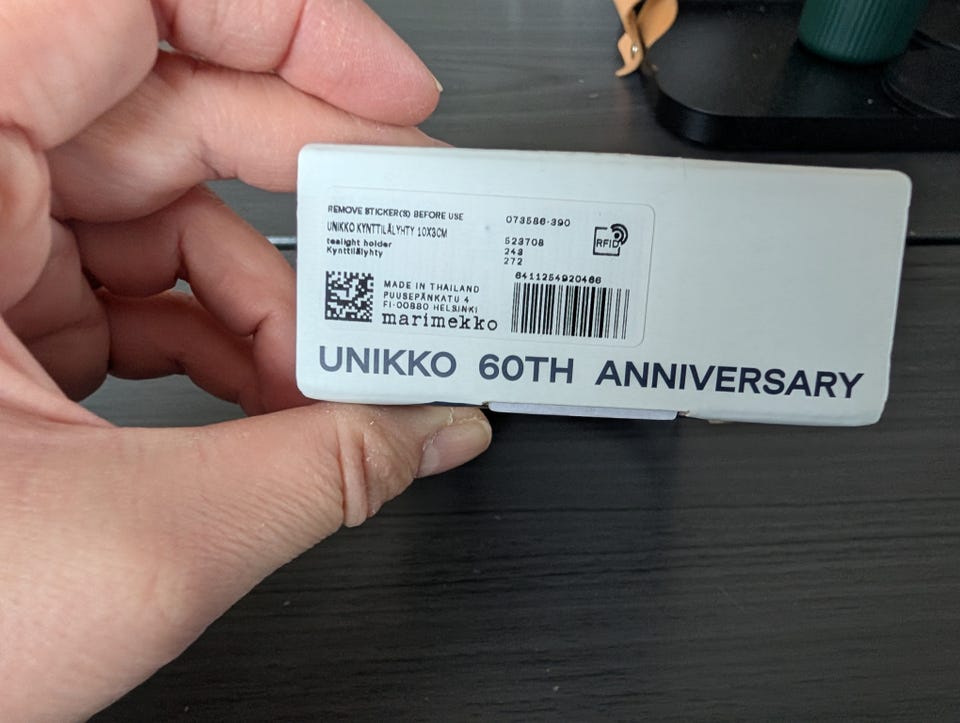 REMOVE STICKER(S) BEFORE USE
UNIKKO KYNTTILÄLYHTY 10X3CM
tealight holder
Kynttilälyhty
073586-390
523708
243
272
RFID
6411254920466
MADE IN THAILAND
PUUSEPÄNKATU 4
FI-00880 HELSINKI
marimekko
UNIKKO 60TH ANNIVERSARY